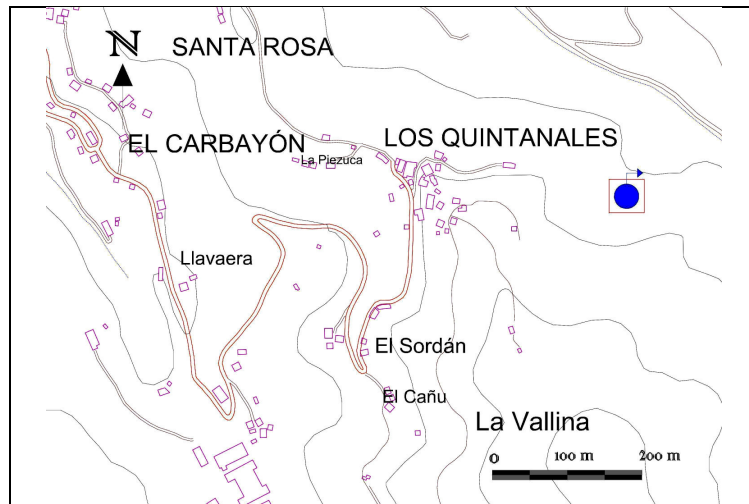 N
SANTA ROSA
EL CARBAYÓN
LOS QUINTANALES
La Piezuca
Llavaera
El Sordán
El Cañu
La Vallina
0 100 m 200 m